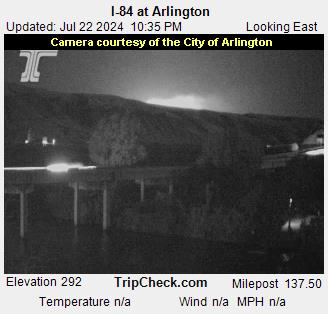 I-84 at Arlington
Updated: Jul 22 2024 10:35 PM Looking East
Camera courtesy of the City of Arlington
Elevation 292 TripCheck.com Milepost 137.50
Temperature n/a Wind n/a MPH n/a